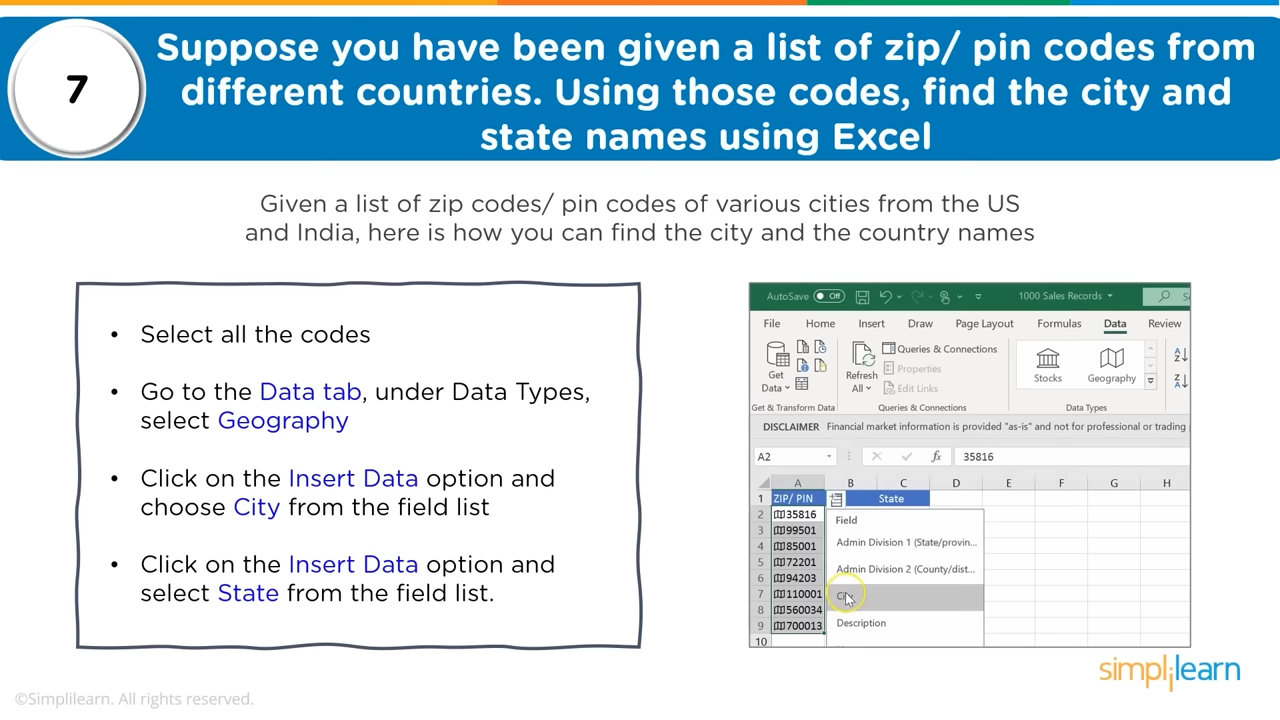 7
Suppose you have been given a list of zip/ pin codes from
different countries. Using those codes, find the city and
state names using Excel
Given a list of zip codes/ pin codes of various cities from the US
and India, here is how you can find the city and the country names
• Select all the codes
• Go to the Data tab, under Data Types,
select Geography
• Click on the Insert Data option and
choose City from the field list
• Click on the Insert Data option and
select State from the field list.
AutoSave Off 1000 Sales Records
File Home Insert Draw Page Layout Formulas Data Review
Get
Data
Refresh
All
Queries & Connections
Properties
Edit Links
Stocks Geography
Get & Transform Data Queries & Connections Data Types
DISCLAIMER Financial market information is provided "as-is" and not for professional or trading
A2 fx 35816
A B C D E F G H
1 ZIP/ PIN State
2 35816
3 99501
4 85001
5 72201
6 94203
7 110001
8 560034
9 700013
10
Field
Admin Division 1 (State/provin...
Admin Division 2 (County/dist...
City
Description
simplilearn
©Simplilearn. All rights reserved.